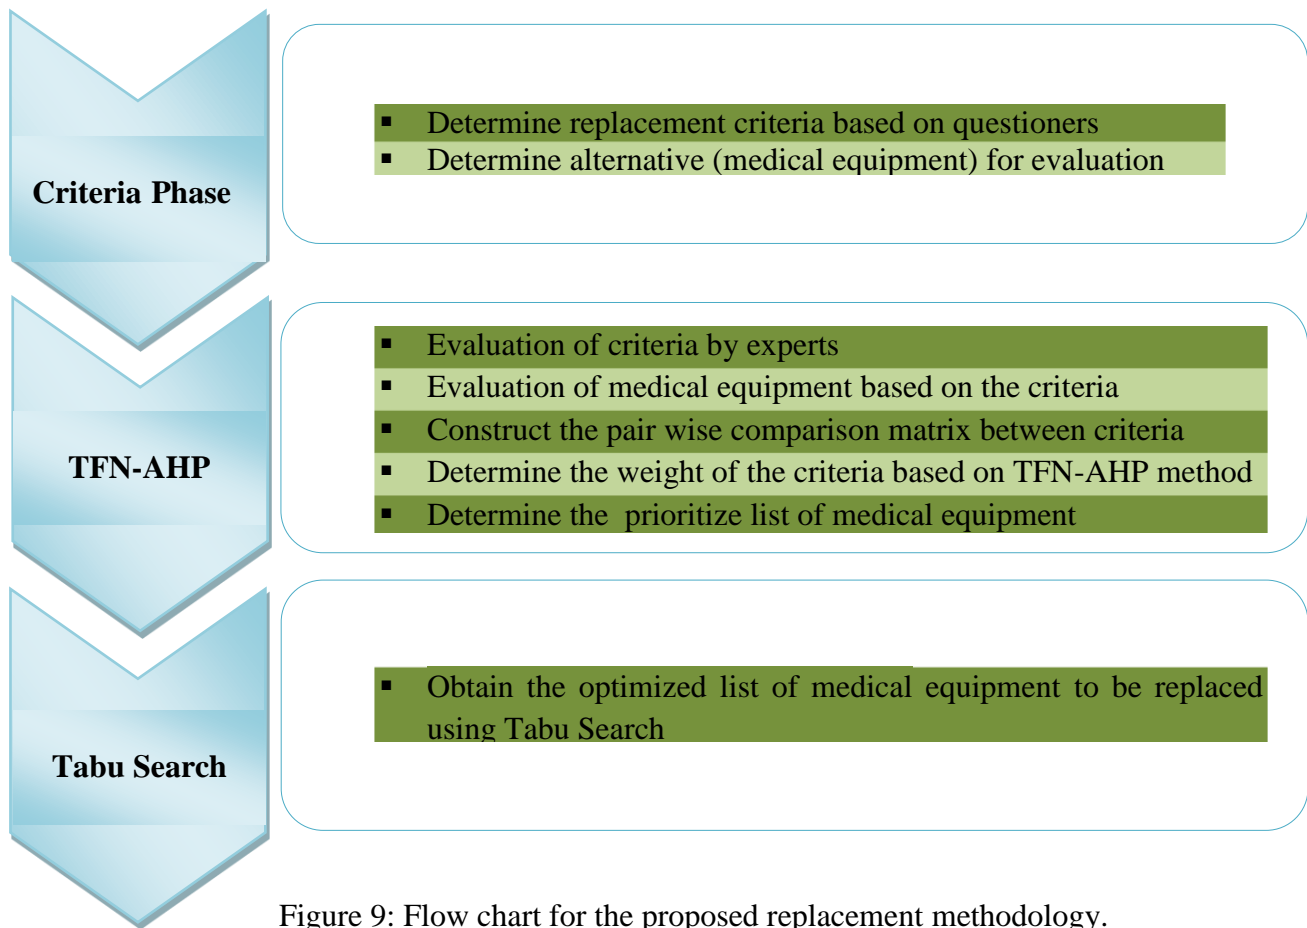 Criteria Phase
▪ Determine replacement criteria based on questioners
▪ Determine alternative (medical equipment) for evaluation
TFN-AHP
▪ Evaluation of criteria by experts
▪ Evaluation of medical equipment based on the criteria
▪ Construct the pair wise comparison matrix between criteria
▪ Determine the weight of the criteria based on TFN-AHP method
▪ Determine the prioritize list of medical equipment
Tabu Search
▪ Obtain the optimized list of medical equipment to be replaced
using Tabu Search
Figure 9: Flow chart for the proposed replacement methodology.